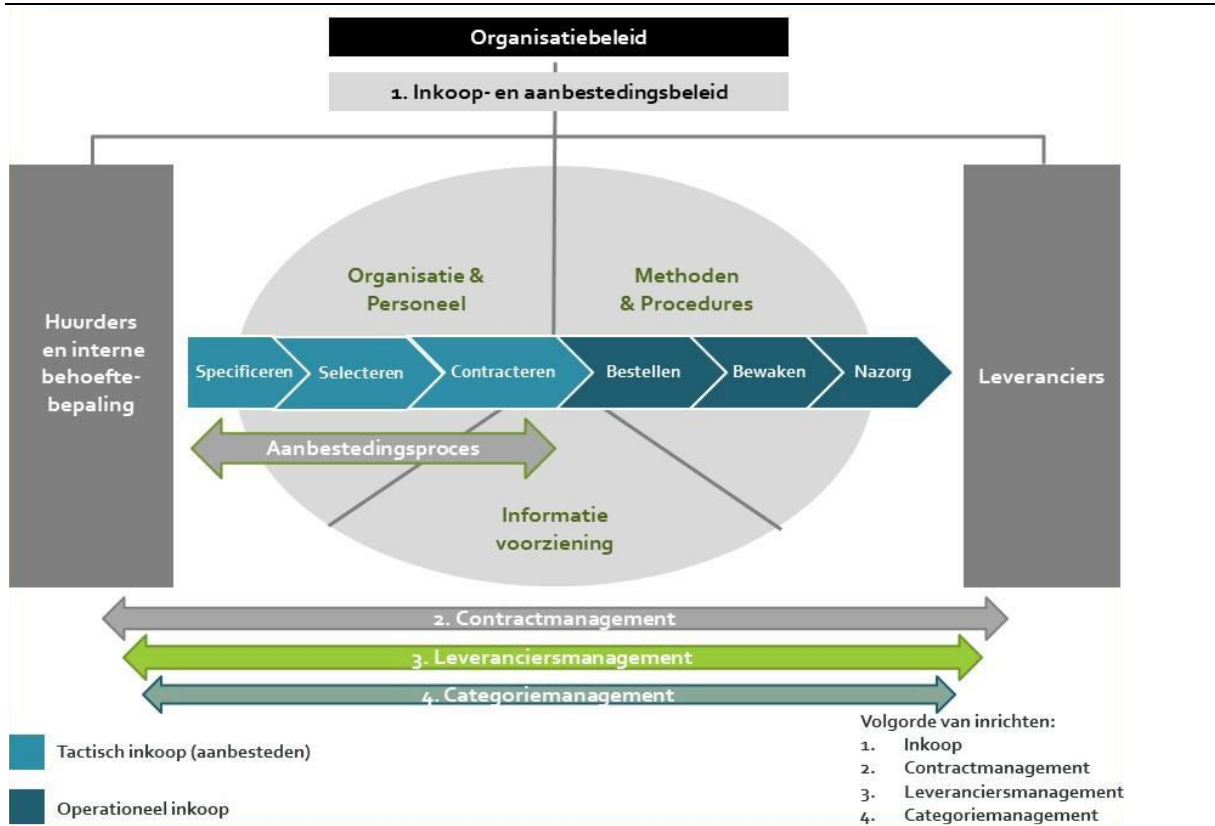 Organisatiebeleid
1. Inkoop- en aanbestedingsbeleid
Huurders
en interne
behoefte-
bepaling
Organisatie &
Personeel
Methoden
& Procedures
Specificeren
Selecteren
Contracteren
Bestellen
Bewaken
Nazorg
Leveranciers
Aanbestedingsproces
Informatie
voorziening
2. Contractmanagement
3. Leveranciersmanagement
4. Categoriemanagement
Tactisch inkoop (aanbesteden)
Operationeel inkoop
Volgorde van inrichten:
1. Inkoop
2. Contractmanagement
3. Leveranciersmanagement
4. Categoriemanagement